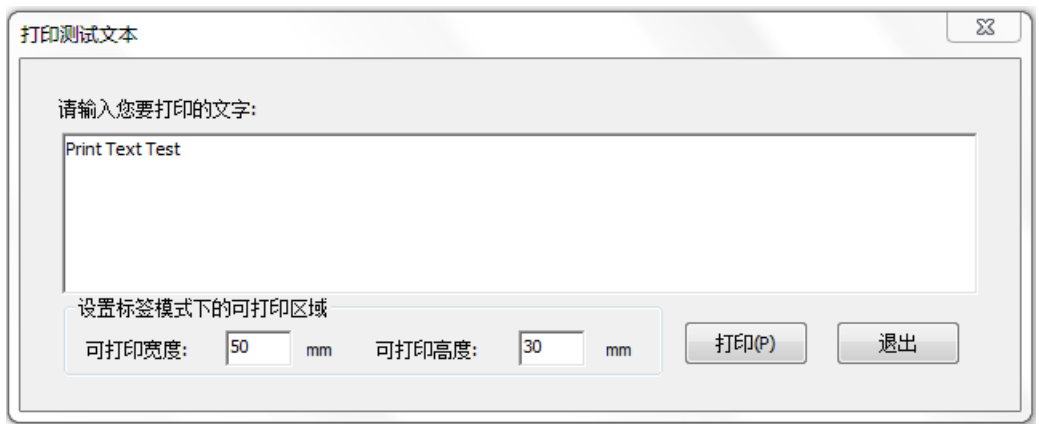 打印测试文本
请输入您要打印的文字:
Print Text Test
设置标签模式下的可打印区域
可打印宽度: 50 mm 可打印高度: 30 mm 打印(P) 退出